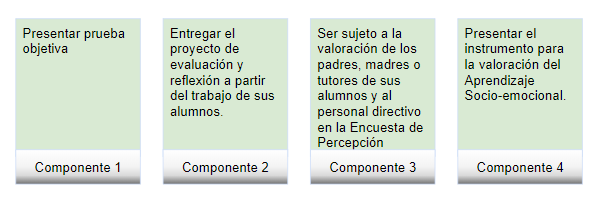 Presentar prueba
objetiva
Componente 1
Entregar el
proyecto de
evaluación y
reflexión a partir
del trabajo de sus
alumnos.
Componente 2
Ser sujeto a la
valoración de los
padres, madres o
tutores de sus
alumnos y al
personal directivo
en la Encuesta de
Percepción
Componente 3
Presentar el
instrumento para
la valoración del
Aprendizaje
Socio-emocional.
Componente 4